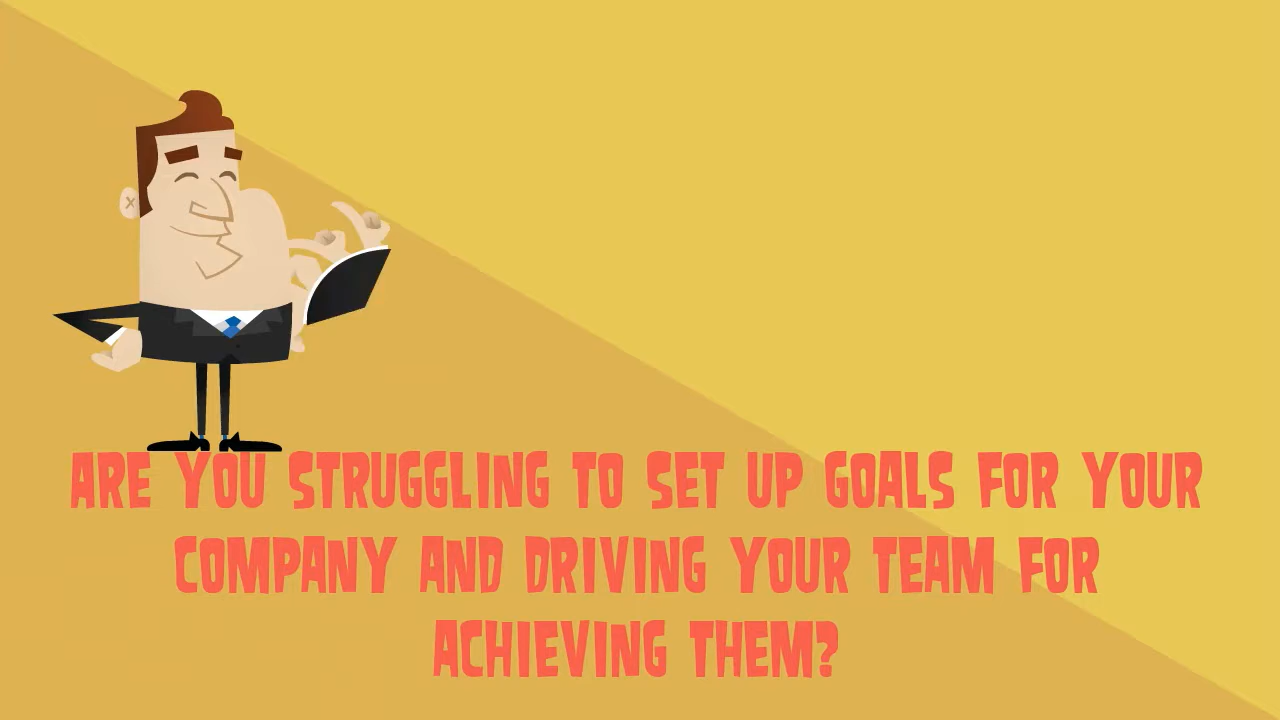 ARE YOU STRUGGLING TO SET UP GOALS FOR YOUR
COMPANY AND DRIVING YOUR TEAM FOR
ACHIEVING THEM?